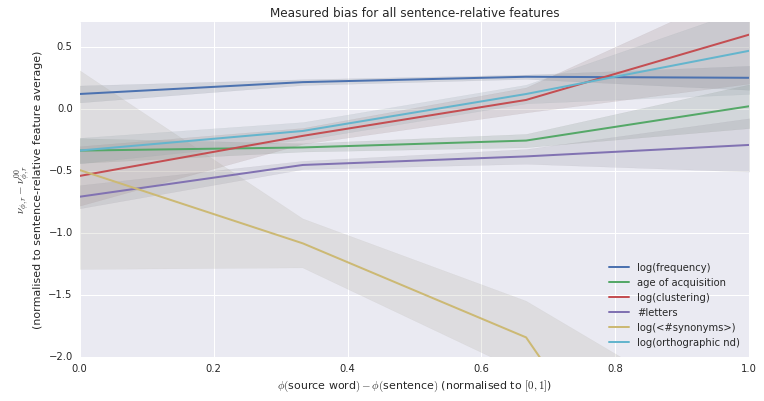 Measured bias for all sentence-relative features
ν_{ϕ,r} − ν^{00}_{ϕ,r}
(normalised to sentence-relative feature average)
0.5
0.0
−0.5
−1.0
−1.5
−2.0
log(frequency)
age of acquisition
log(clustering)
#letters
log(<#synonyms>)
log(orthographic nd)
0.0 0.2 0.4 0.6 0.8 1.0
ϕ(source word) − ϕ(sentence) (normalised to [0, 1])